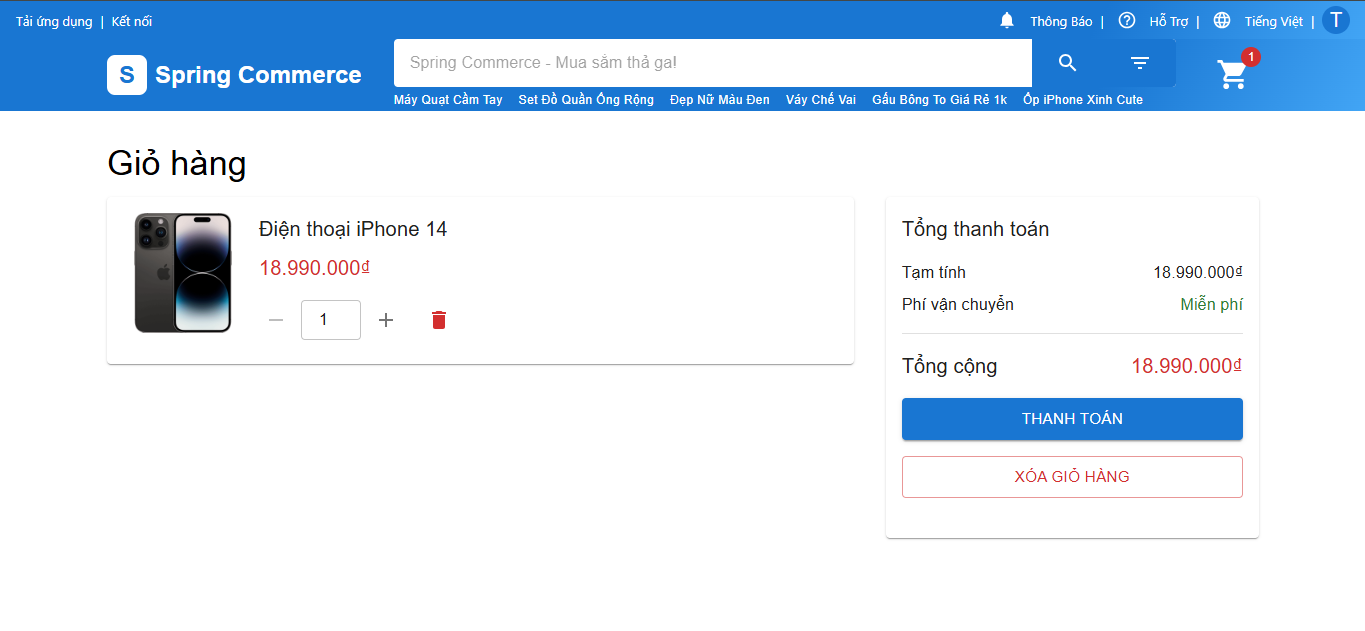 Tải ứng dụng | Kết nối
Thông Báo | Hỗ Trợ | Tiếng Việt | T
S Spring Commerce
Spring Commerce - Mua sắm thả ga!
1
Máy Quạt Cầm Tay Set Đồ Quần Ống Rộng Đẹp Nữ Màu Đen Váy Chế Vai Gấu Bông To Giá Rẻ 1k Ốp iPhone Xinh Cute
Giỏ hàng
Điện thoại iPhone 14
18.990.000₫
1
Tổng thanh toán
Tạm tính 18.990.000₫
Phí vận chuyển Miễn phí
Tổng cộng 18.990.000₫
THANH TOÁN
XÓA GIỎ HÀNG